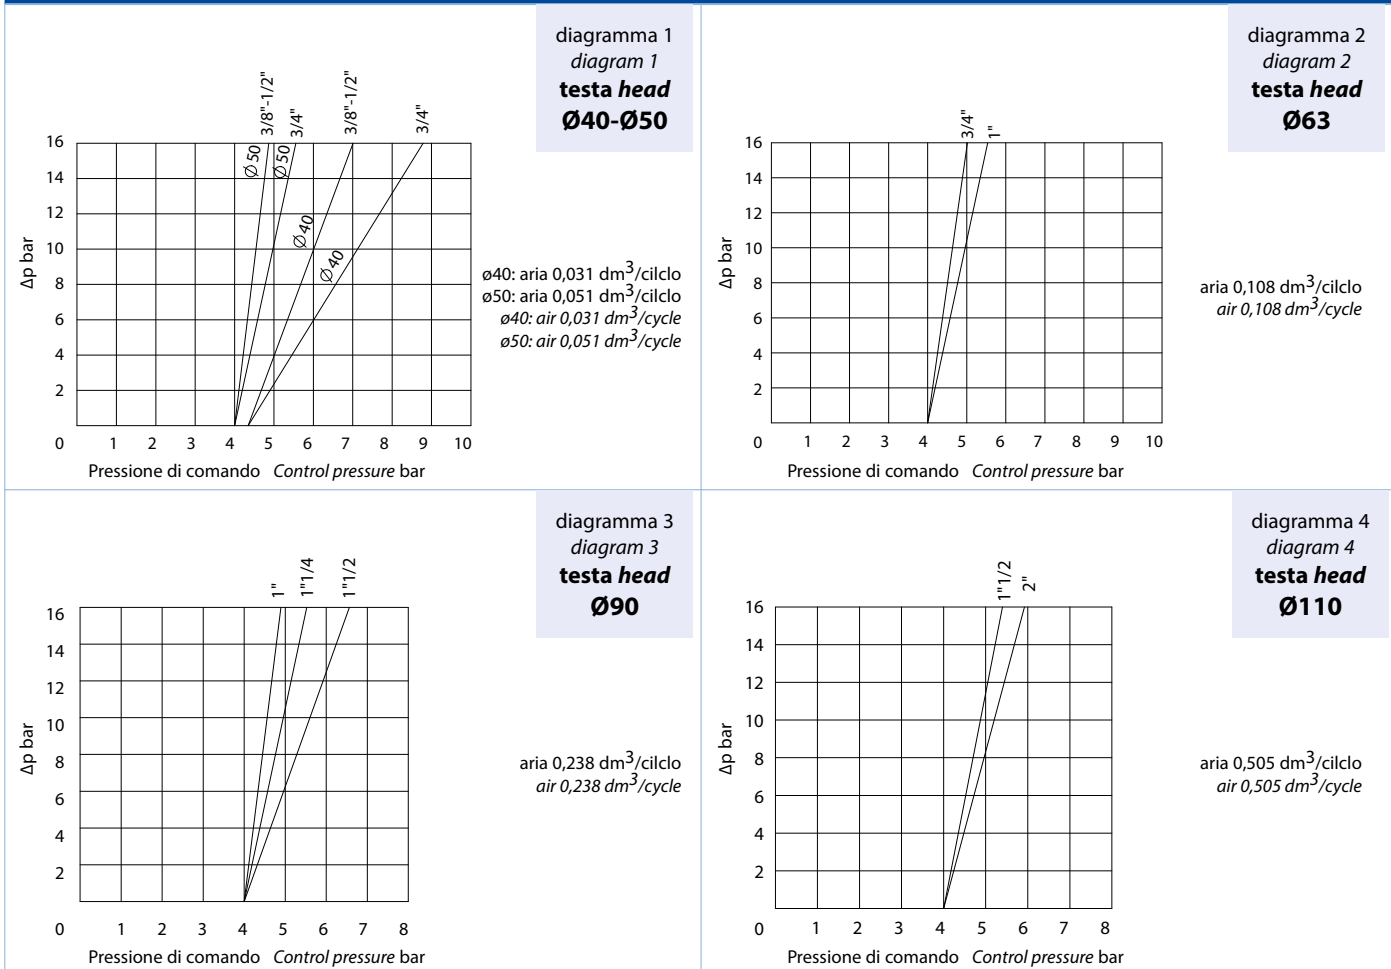 diagramma 1
diagram 1
testa head
Ø40-Ø50
3/8"-1/2"
3/4"
3/8"-1/2"
3/4"
Ø 50
Ø 50
Ø 40
Ø 40
16
14
12
10
8
6
4
2
Δp bar
0 1 2 3 4 5 6 7 8 9 10
Pressione di comando Control pressure bar
ø40: aria 0,031 dm³/cilclo
ø50: aria 0,051 dm³/cilclo
ø40: air 0,031 dm³/cycle
ø50: air 0,051 dm³/cycle
diagramma 2
diagram 2
testa head
Ø63
3/4"
1"
16
14
12
10
8
6
4
2
Δp bar
0 1 2 3 4 5 6 7 8 9 10
Pressione di comando Control pressure bar
aria 0,108 dm³/cilclo
air 0,108 dm³/cycle
diagramma 3
diagram 3
testa head
Ø90
1"
1"1/4
1"1/2
16
14
12
10
8
6
4
2
Δp bar
0 1 2 3 4 5 6 7 8
Pressione di comando Control pressure bar
aria 0,238 dm³/cilclo
air 0,238 dm³/cycle
diagramma 4
diagram 4
testa head
Ø110
1"1/2
2"
16
14
12
10
8
6
4
2
Δp bar
0 1 2 3 4 5 6 7 8
Pressione di comando Control pressure bar
aria 0,505 dm³/cilclo
air 0,505 dm³/cycle